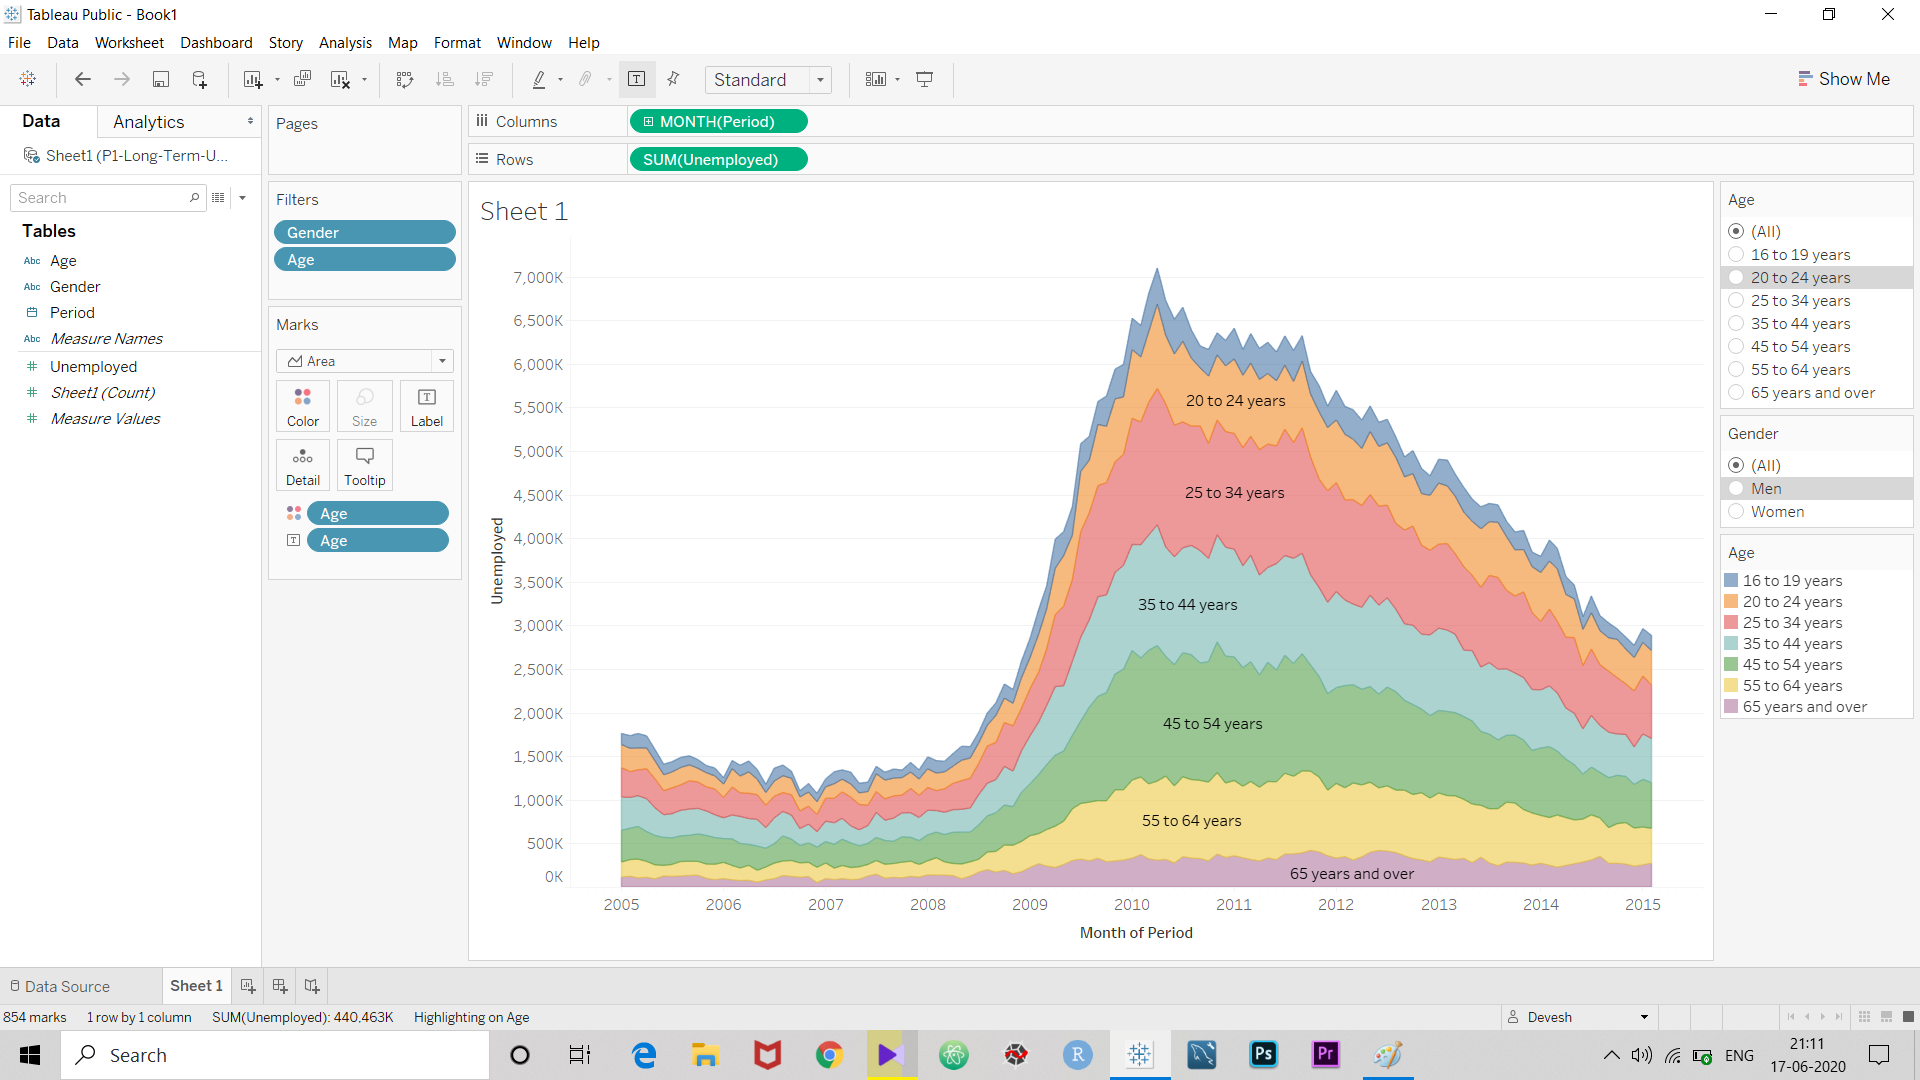 Tableau Public - Book1
File Data Worksheet Dashboard Story Analysis Map Format Window Help
Standard
Show Me
Data Analytics
Sheet1 (P1-Long-Term-U...
Search
Tables
Abc Age
Abc Gender
Period
Abc Measure Names
# Unemployed
# Sheet1 (Count)
# Measure Values
Pages
Filters
Gender
Age
Marks
Area
Color Size Label
Detail Tooltip
Age
Age
Columns MONTH(Period)
Rows SUM(Unemployed)
Sheet 1
Unemployed
7,000K
6,500K
6,000K
5,500K
5,000K
4,500K
4,000K
3,500K
3,000K
2,500K
2,000K
1,500K
1,000K
500K
0K
20 to 24 years
25 to 34 years
35 to 44 years
45 to 54 years
55 to 64 years
65 years and over
2005 2006 2007 2008 2009 2010 2011 2012 2013 2014 2015
Month of Period
Age
(All)
16 to 19 years
20 to 24 years
25 to 34 years
35 to 44 years
45 to 54 years
55 to 64 years
65 years and over
Gender
(All)
Men
Women
Age
16 to 19 years
20 to 24 years
25 to 34 years
35 to 44 years
45 to 54 years
55 to 64 years
65 years and over
Data Source Sheet 1
854 marks 1 row by 1 column SUM(Unemployed): 440,463K Highlighting on Age Devesh
Search
R Ps Pr
ENG
21:11
17-06-2020